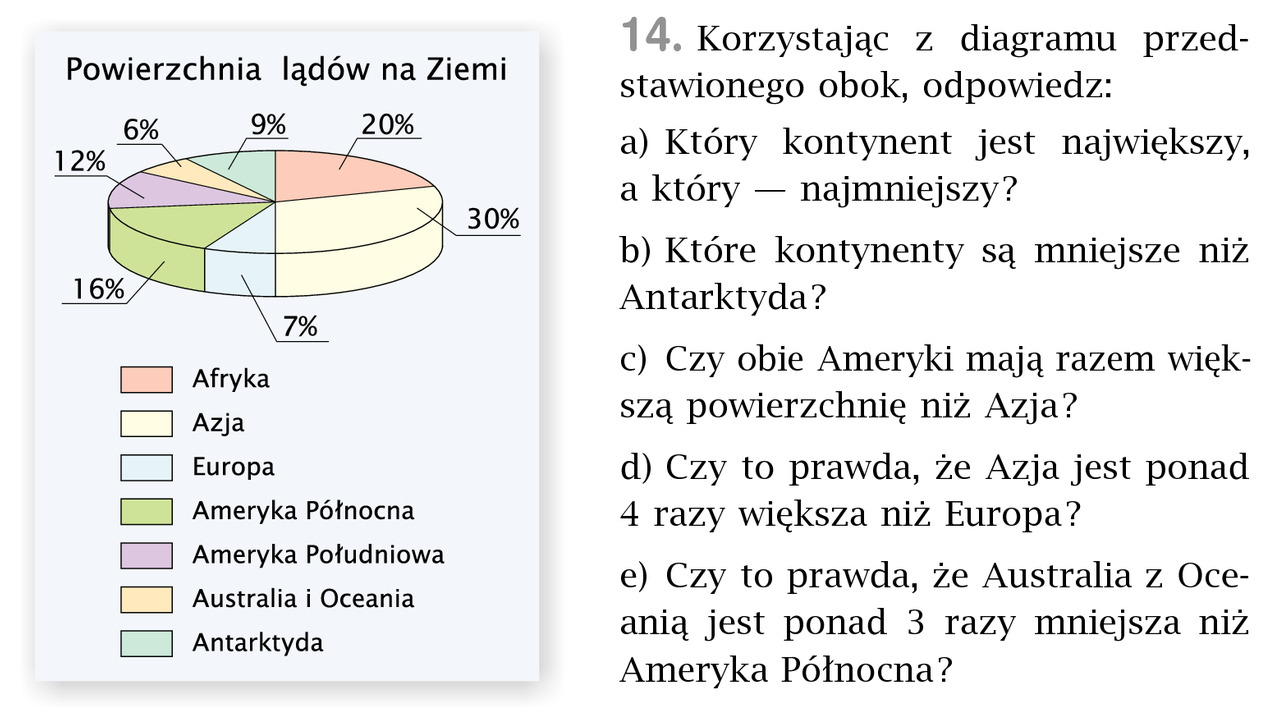 Powierzchnia lądów na Ziemi
6%
9%
20%
12%
30%
16%
7%
Afryka
Azja
Europa
Ameryka Północna
Ameryka Południowa
Australia i Oceania
Antarktyda
14. Korzystając z diagramu przed-
stawionego obok, odpowiedz:
a) Który kontynent jest największy,
a który — najmniejszy?
b) Które kontynenty są mniejsze niż
Antarktyda?
c) Czy obie Ameryki mają razem więk-
szą powierzchnię niż Azja?
d) Czy to prawda, że Azja jest ponad
4 razy większa niż Europa?
e) Czy to prawda, że Australia z Oce-
anią jest ponad 3 razy mniejsza niż
Ameryka Północna?